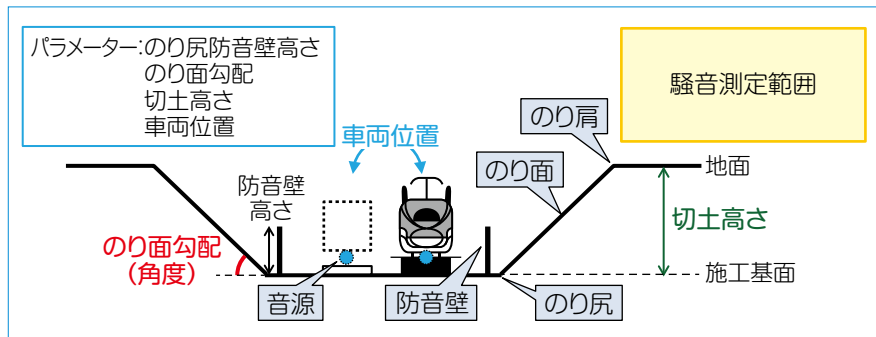 パラメーター:のり尻防音壁高さ
のり面勾配
切土高さ
車両位置
騒音測定範囲
車両位置
のり肩
のり面
地面
防音壁
高さ
切土高さ
のり面勾配
(角度)
音源
防音壁
のり尻
施工基面